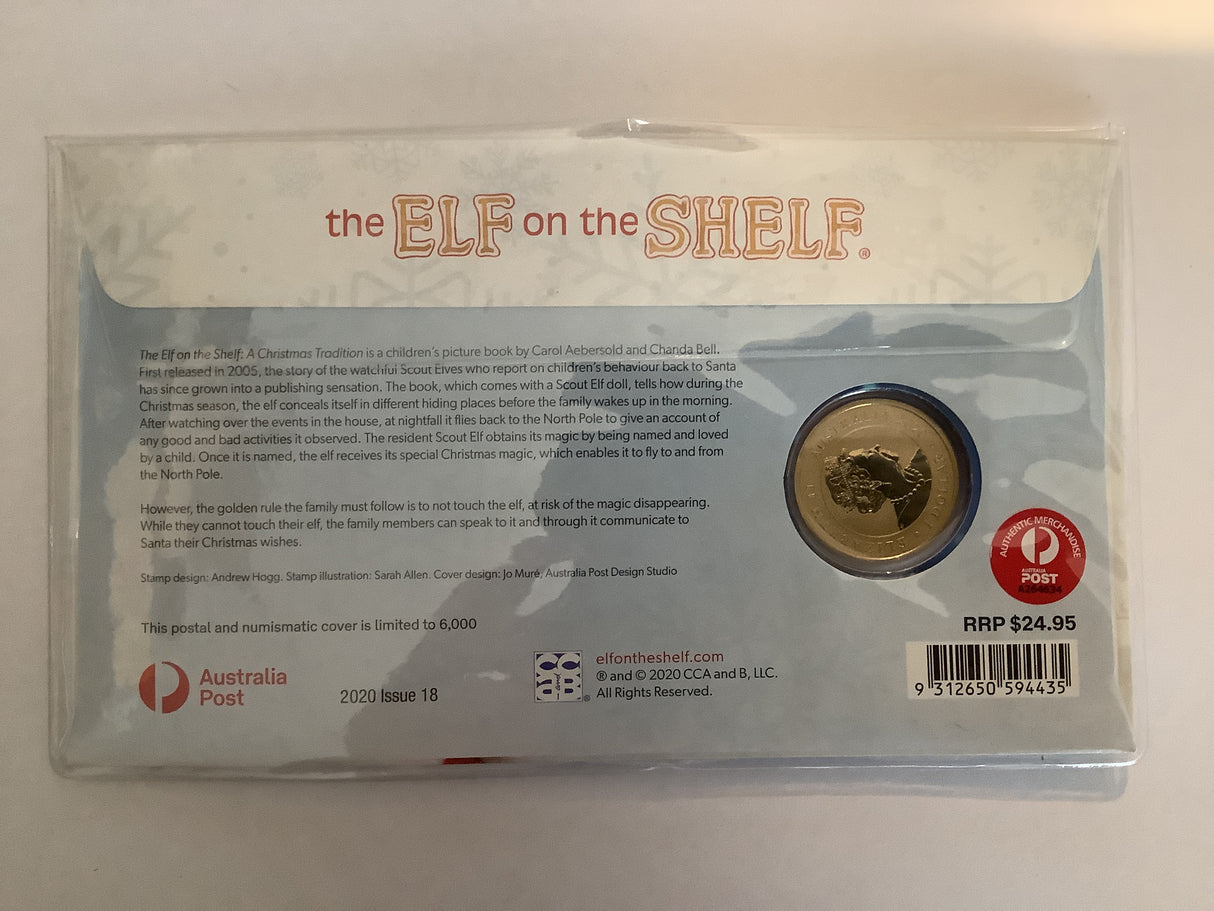 the ELF on the SHELF®
The Elf on the Shelf: A Christmas Tradition is a children's picture book by Carol Aebersold and Chanda Bell.
First released in 2005, the story of the watchful Scout Elves who report on children's behaviour back to Santa
has since grown into a publishing sensation. The book, which comes with a Scout Elf doll, tells how during the
Christmas season, the elf conceals itself in different hiding places before the family wakes up in the morning.
After watching over the events in the house, at nightfall it flies back to the North Pole to give an account of
any good and bad activities it observed. The resident Scout Elf obtains its magic by being named and loved
by a child. Once it is named, the elf receives its special Christmas magic, which enables it to fly to and from
the North Pole.
However, the golden rule the family must follow is to not touch the elf, at risk of the magic disappearing.
While they cannot touch their elf, the family members can speak to it and through it communicate to
Santa their Christmas wishes.
Stamp design: Andrew Hogg. Stamp illustration: Sarah Allen. Cover design: Jo Muré, Australia Post Design Studio
This postal and numismatic cover is limited to 6,000
Australia
Post
2020 Issue 18
elfontheshelf.com
® and © 2020 CCA and B, LLC.
All Rights Reserved.
AUTHENTIC MERCHANDISE
AUSTRALIA
POST
RRP $24.95
9 312650 594435